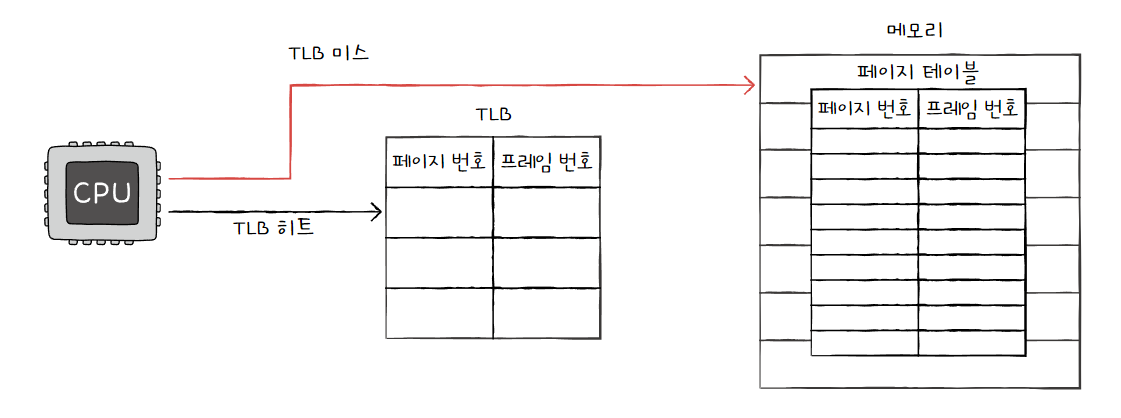 메모리
TLB 미스
페이지 테이블
TLB
페이지 번호 프레임 번호
페이지 번호 프레임 번호
CPU
TLB 히트